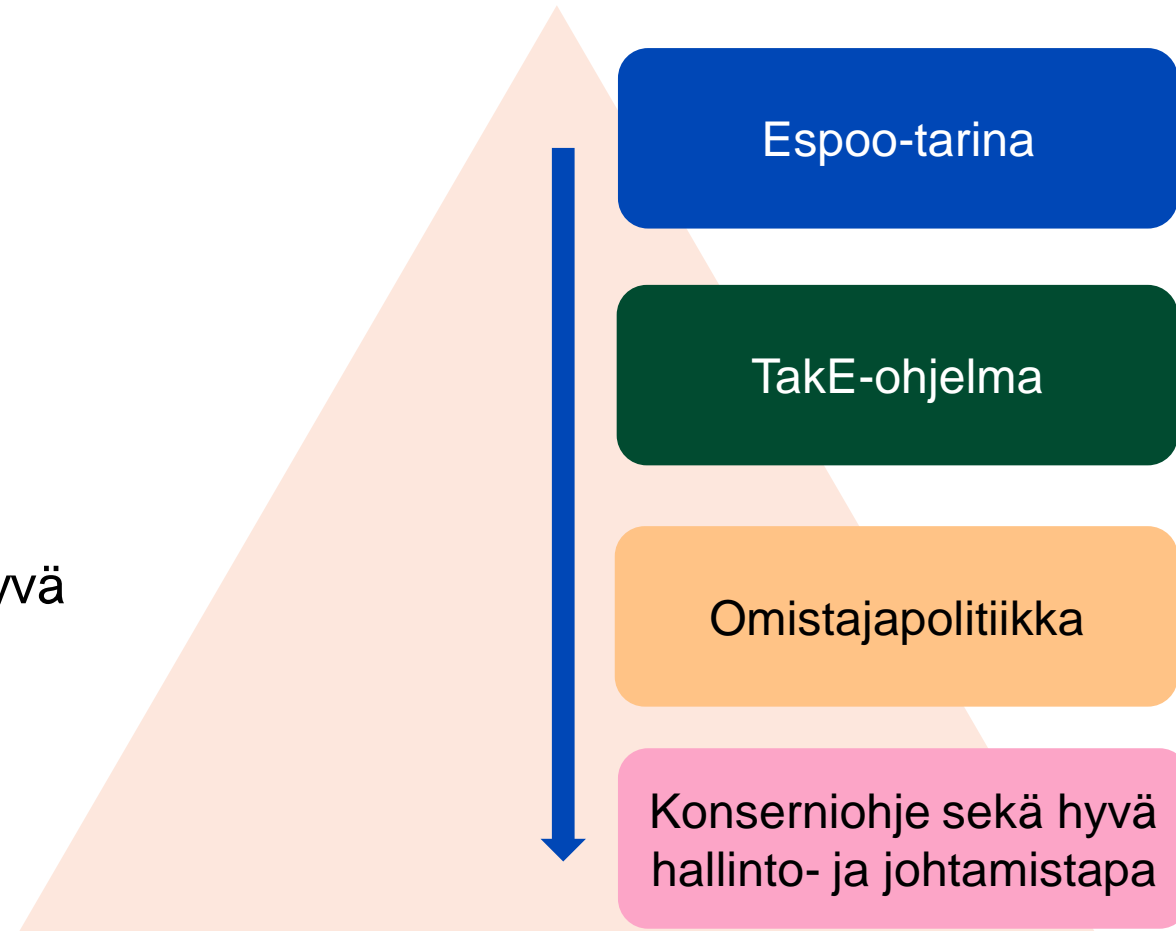 Espoo-tarina
TakE-ohjelma
Omistajapolitiikka
Konserniohje sekä hyvä
hallinto- ja johtamistapa